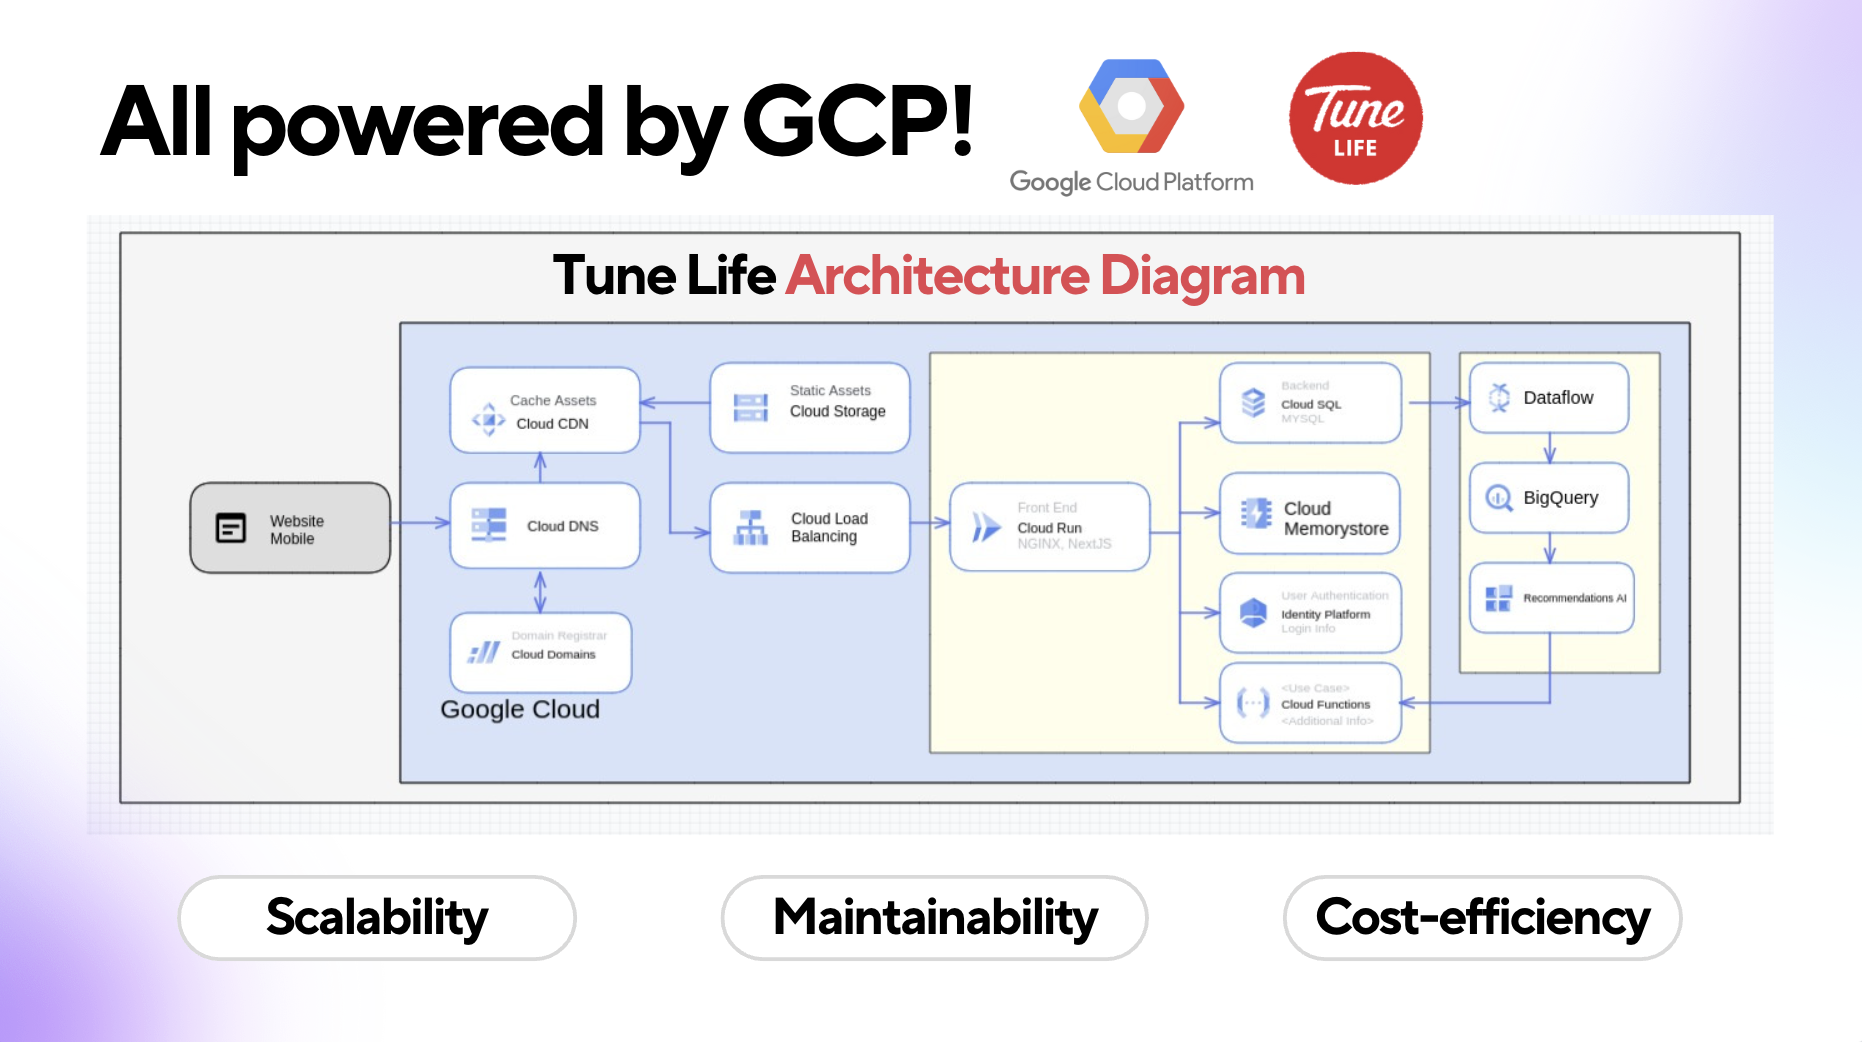 All powered by GCP!
Google Cloud Platform
Tune
LIFE
Tune Life Architecture Diagram
Website
Mobile
Cache Assets
Cloud CDN
Cloud DNS
Domain Registrar
Cloud Domains
Google Cloud
Static Assets
Cloud Storage
Cloud Load
Balancing
Front End
Cloud Run
NGINX, NextJS
Backend
Cloud SQL
MYSQL
Cloud
Memorystore
User Authentication
Identity Platform
Login Info
<Use Case>
Cloud Functions
<Additional Info>
Dataflow
BigQuery
Recommendations AI
Scalability
Maintainability
Cost-efficiency